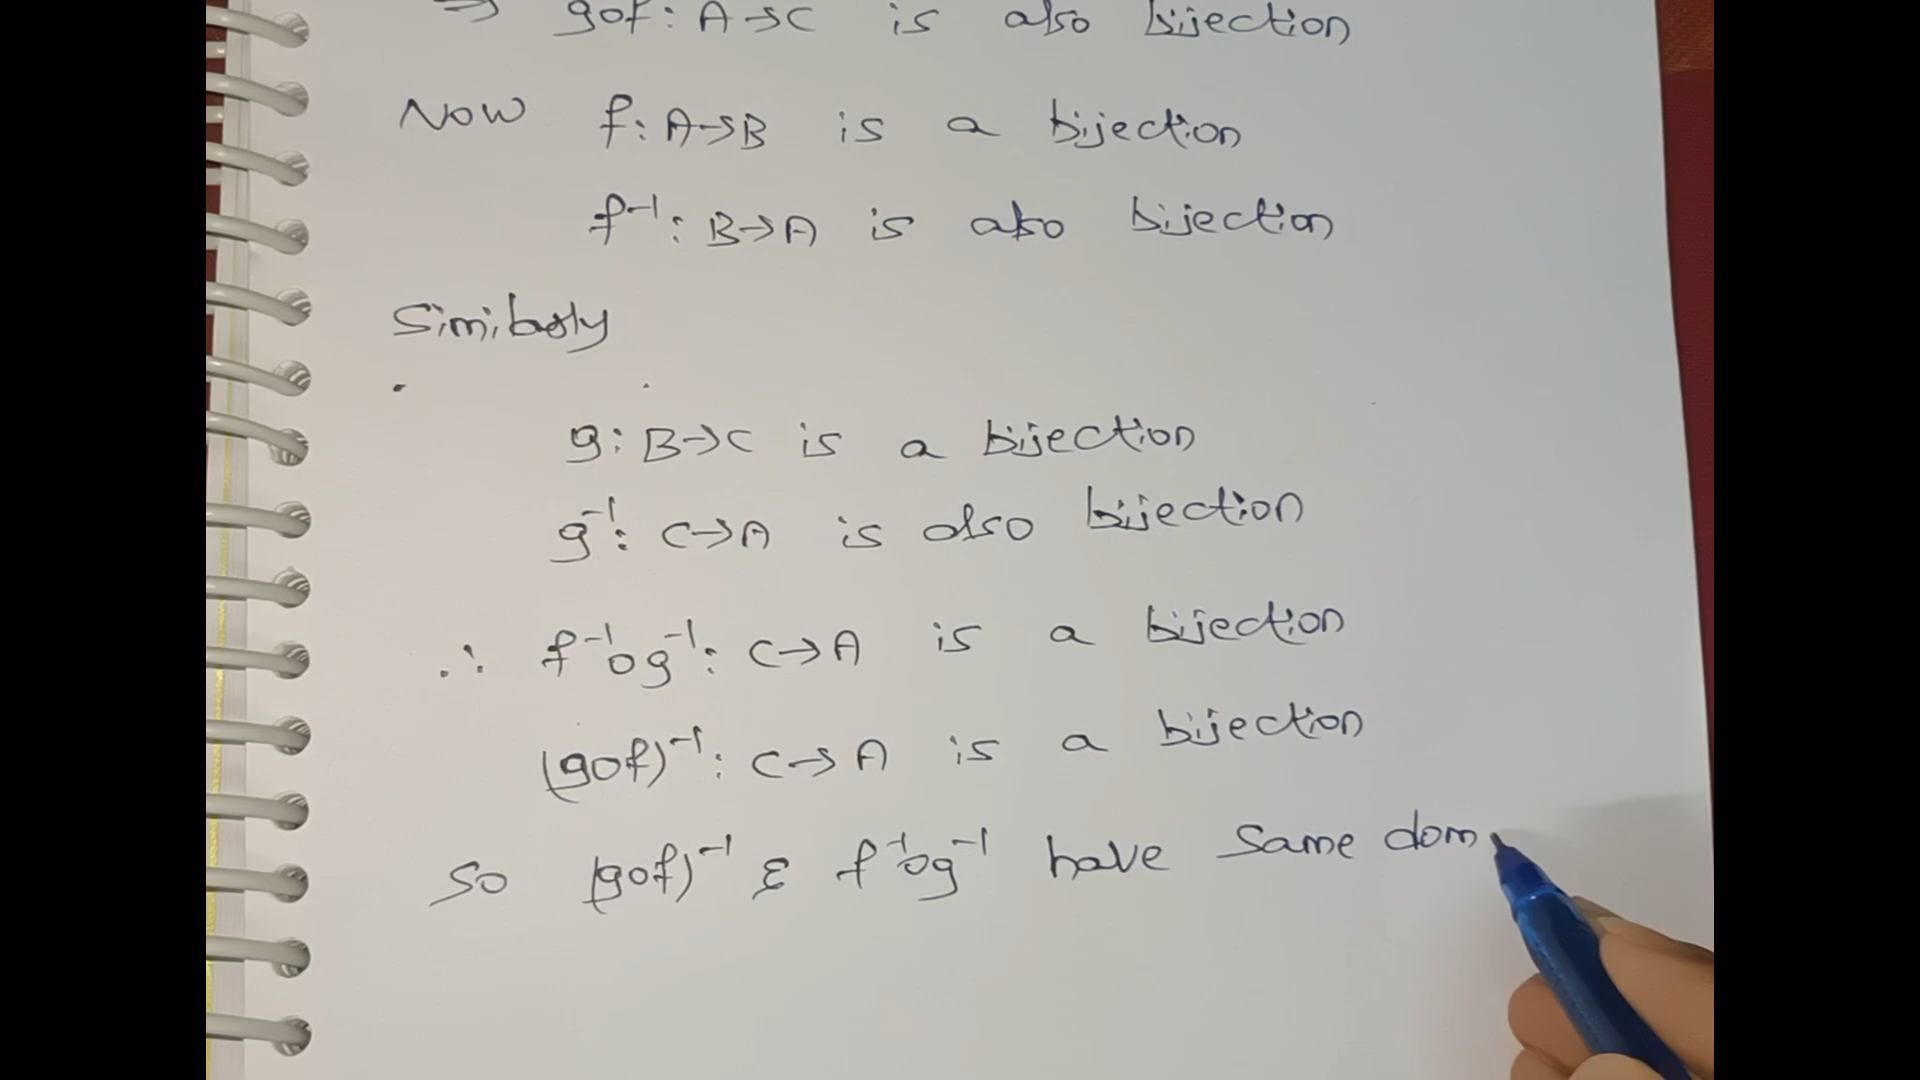 ⇒ gof: A→C is also bijection
Now f: A→B is a bijection
f⁻¹: B→A is also bijection
Similarly
g: B→C is a bijection
g⁻¹: C→A is also bijection
∴ f⁻¹og⁻¹: C→A is a bijection
(gof)⁻¹: C→A is a bijection
So (gof)⁻¹ & f⁻¹og⁻¹ have same dom